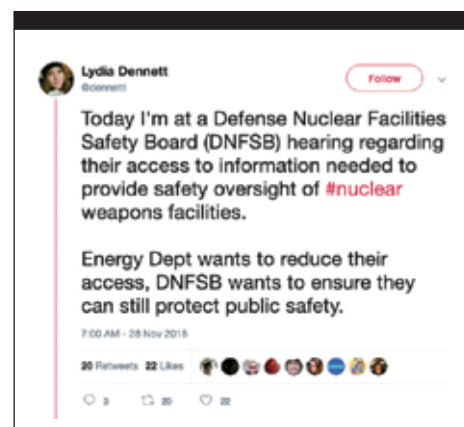 Lydia Dennett
@dennettl
Follow
Today I'm at a Defense Nuclear Facilities
Safety Board (DNFSB) hearing regarding
their access to information needed to
provide safety oversight of #nuclear
weapons facilities.
Energy Dept wants to reduce their
access, DNFSB wants to ensure they
can still protect public safety.
7:00 AM - 28 Nov 2018
20 Retweets 22 Likes
3 20 22